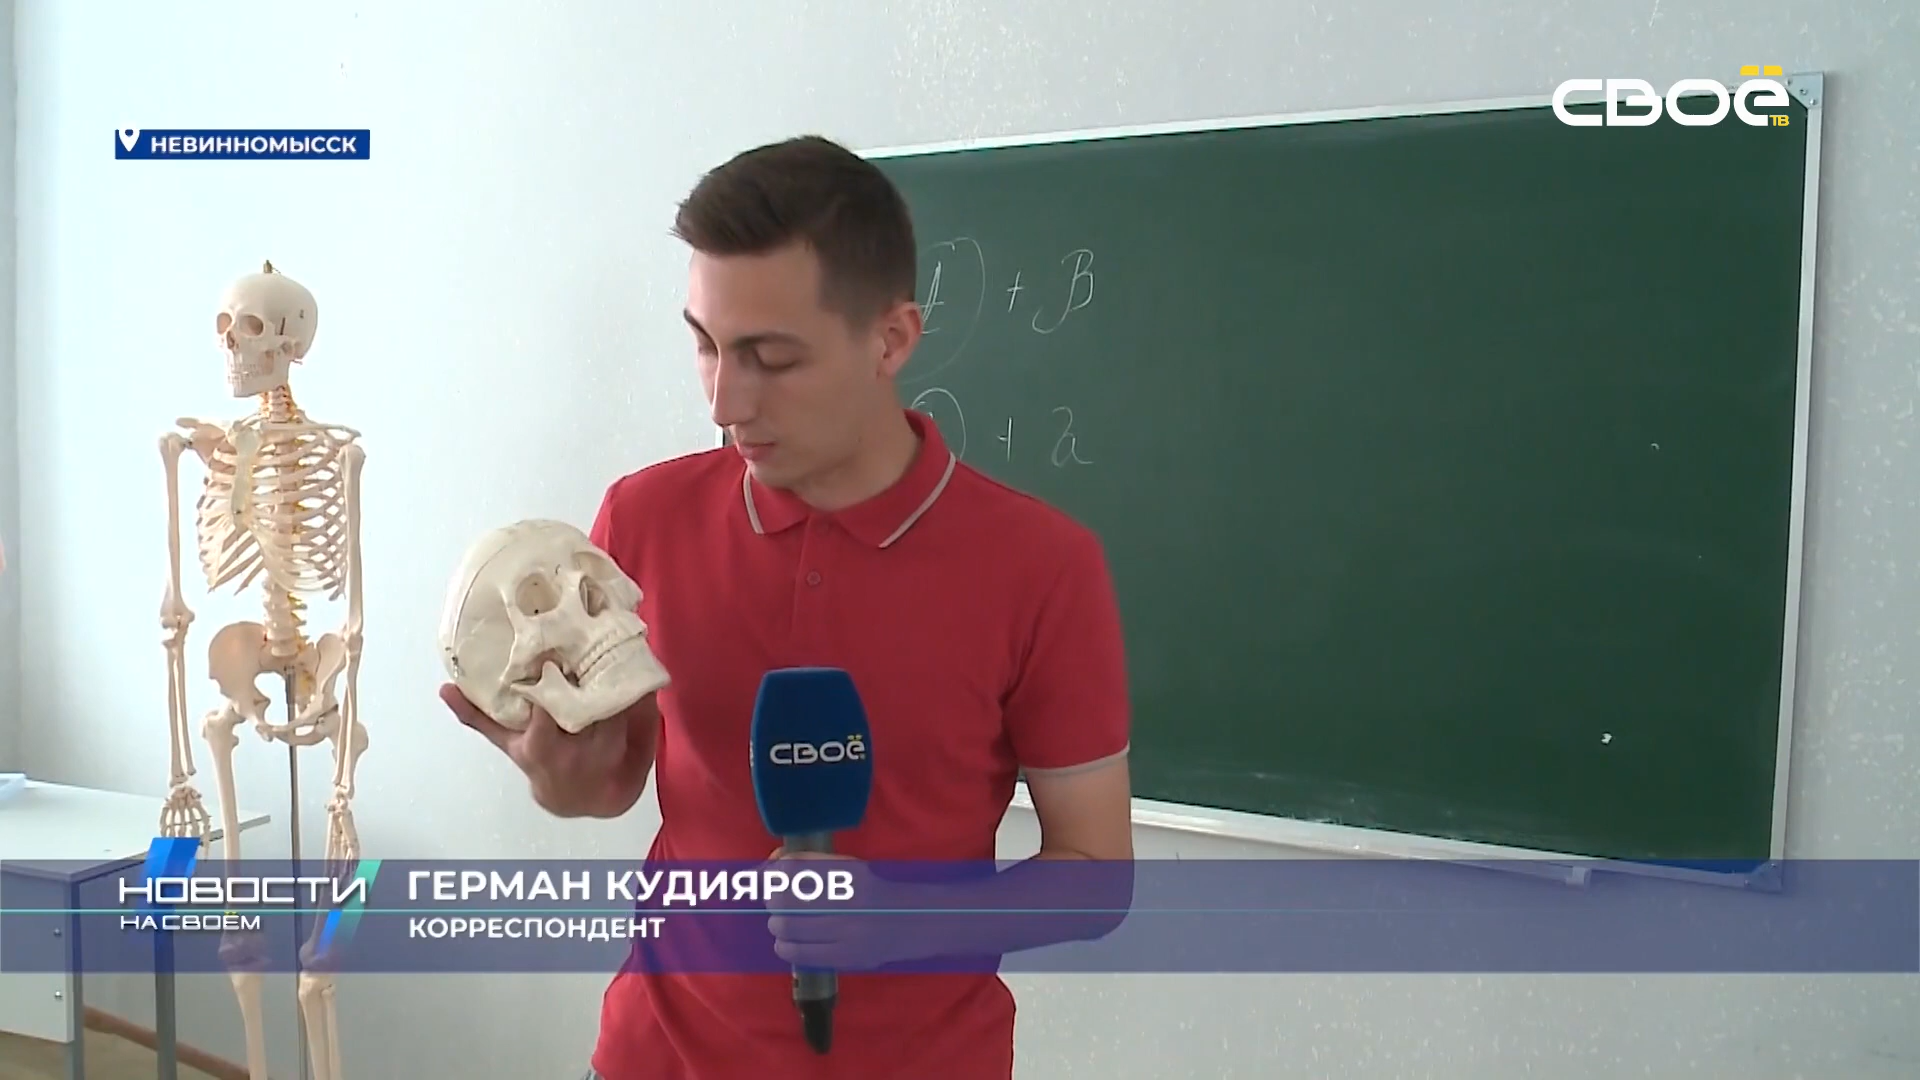 НЕВИННОМЫССК
СВОЁ
ТВ
A + B
+ a
СВОЁ
НОВОСТИ
НА СВОЁМ
ГЕРМАН КУДИЯРОВ
КОРРЕСПОНДЕНТ